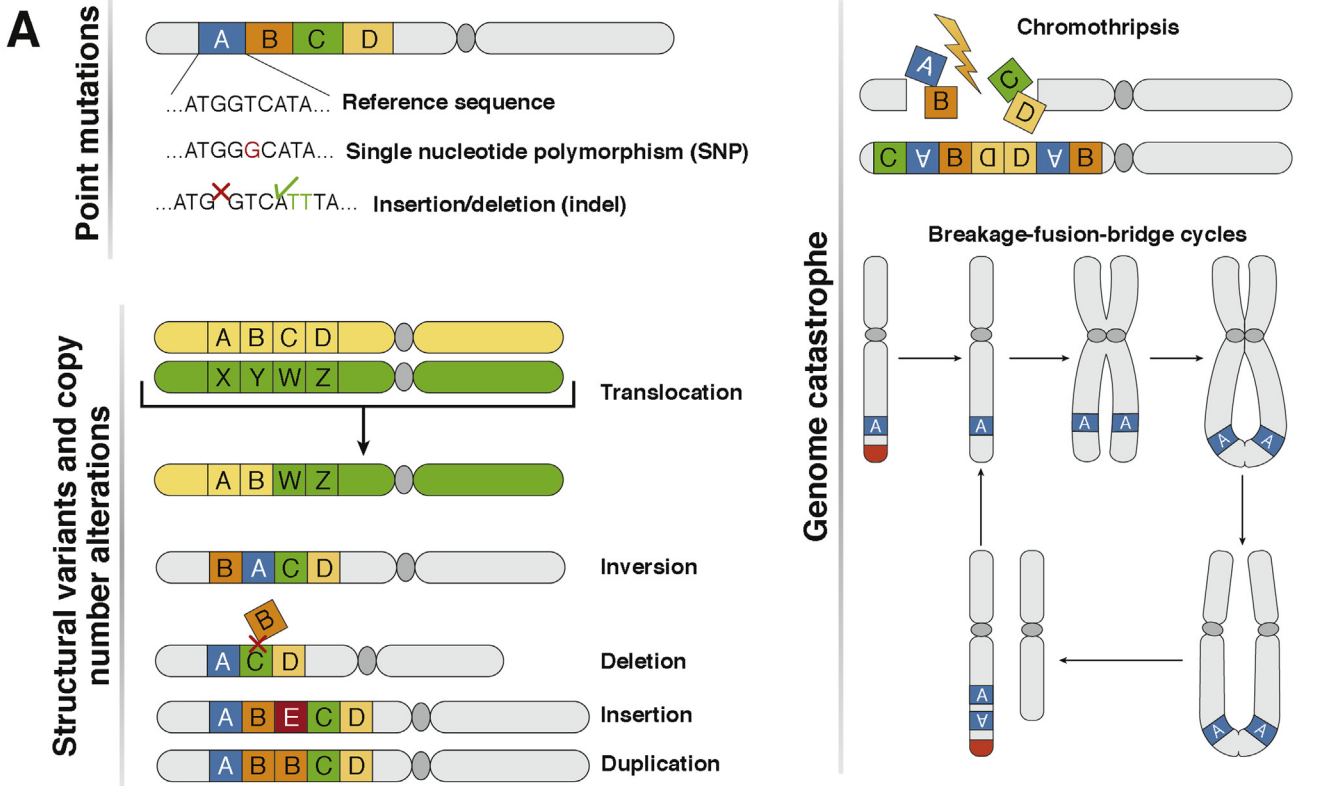 A
Point mutations
A B C D
...ATGGTCATA... Reference sequence
...ATGGGCATA... Single nucleotide polymorphism (SNP)
...ATG GTCATTTA... Insertion/deletion (indel)
Structural variants and copy
number alterations
A B C D
X Y W Z
Translocation
A B W Z
B A C D Inversion
B
A C D Deletion
A B E C D Insertion
A B B C D Duplication
Genome catastrophe
Chromothripsis
A B C D
C A B D D A B
Breakage-fusion-bridge cycles
A A A A A A
A
A
A A